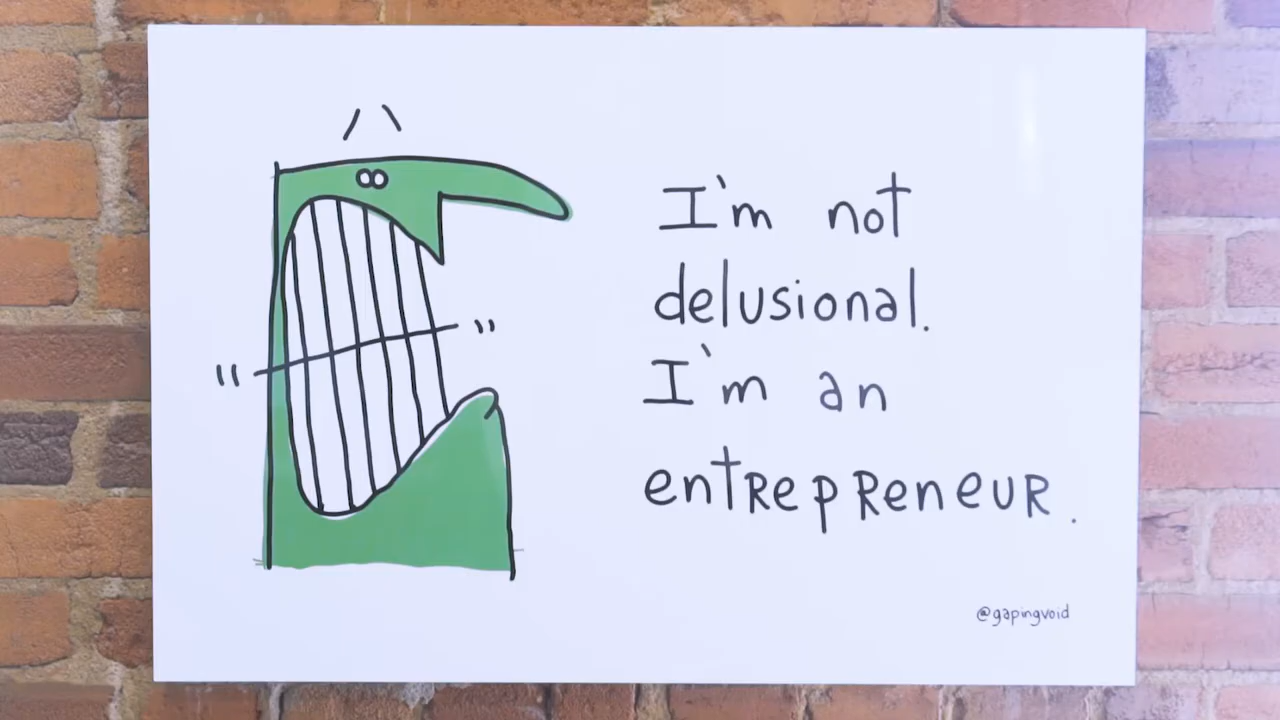 I'm not
delusional.
I'm an
entrepreneur.
@gapingvoid